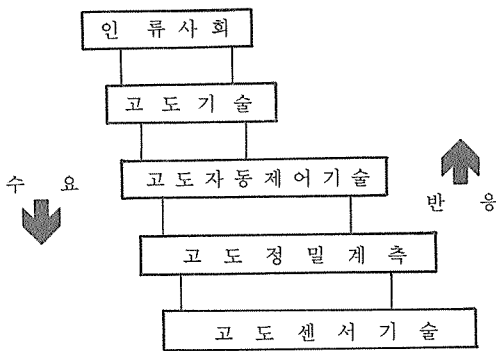 인 류 사 회
고 도 기 술
고 도 자 동 제 어 기 술
수 요
반 응
고 도 정 밀 계 측
고 도 센 서 기 술